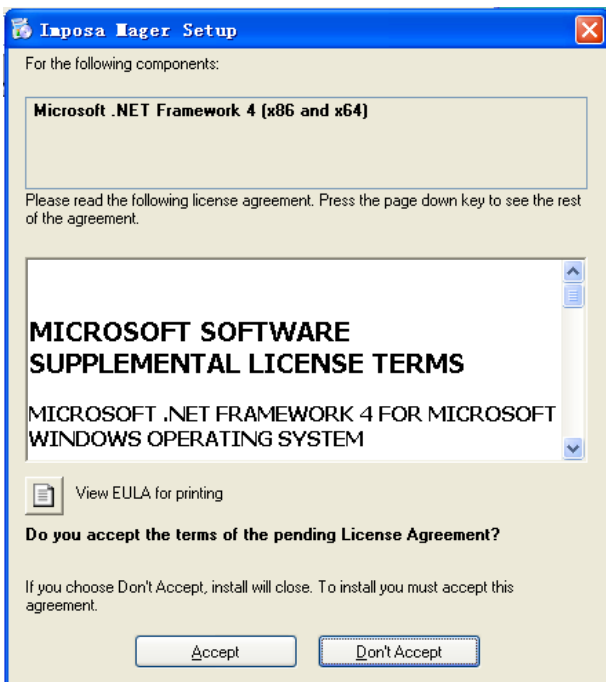 Imposa Mager Setup
For the following components:
Microsoft .NET Framework 4 (x86 and x64)
Please read the following license agreement. Press the page down key to see the rest
of the agreement.
MICROSOFT SOFTWARE
SUPPLEMENTAL LICENSE TERMS
MICROSOFT .NET FRAMEWORK 4 FOR MICROSOFT
WINDOWS OPERATING SYSTEM
View EULA for printing
Do you accept the terms of the pending License Agreement?
If you choose Don't Accept, install will close. To install you must accept this
agreement.
Accept
Don't Accept